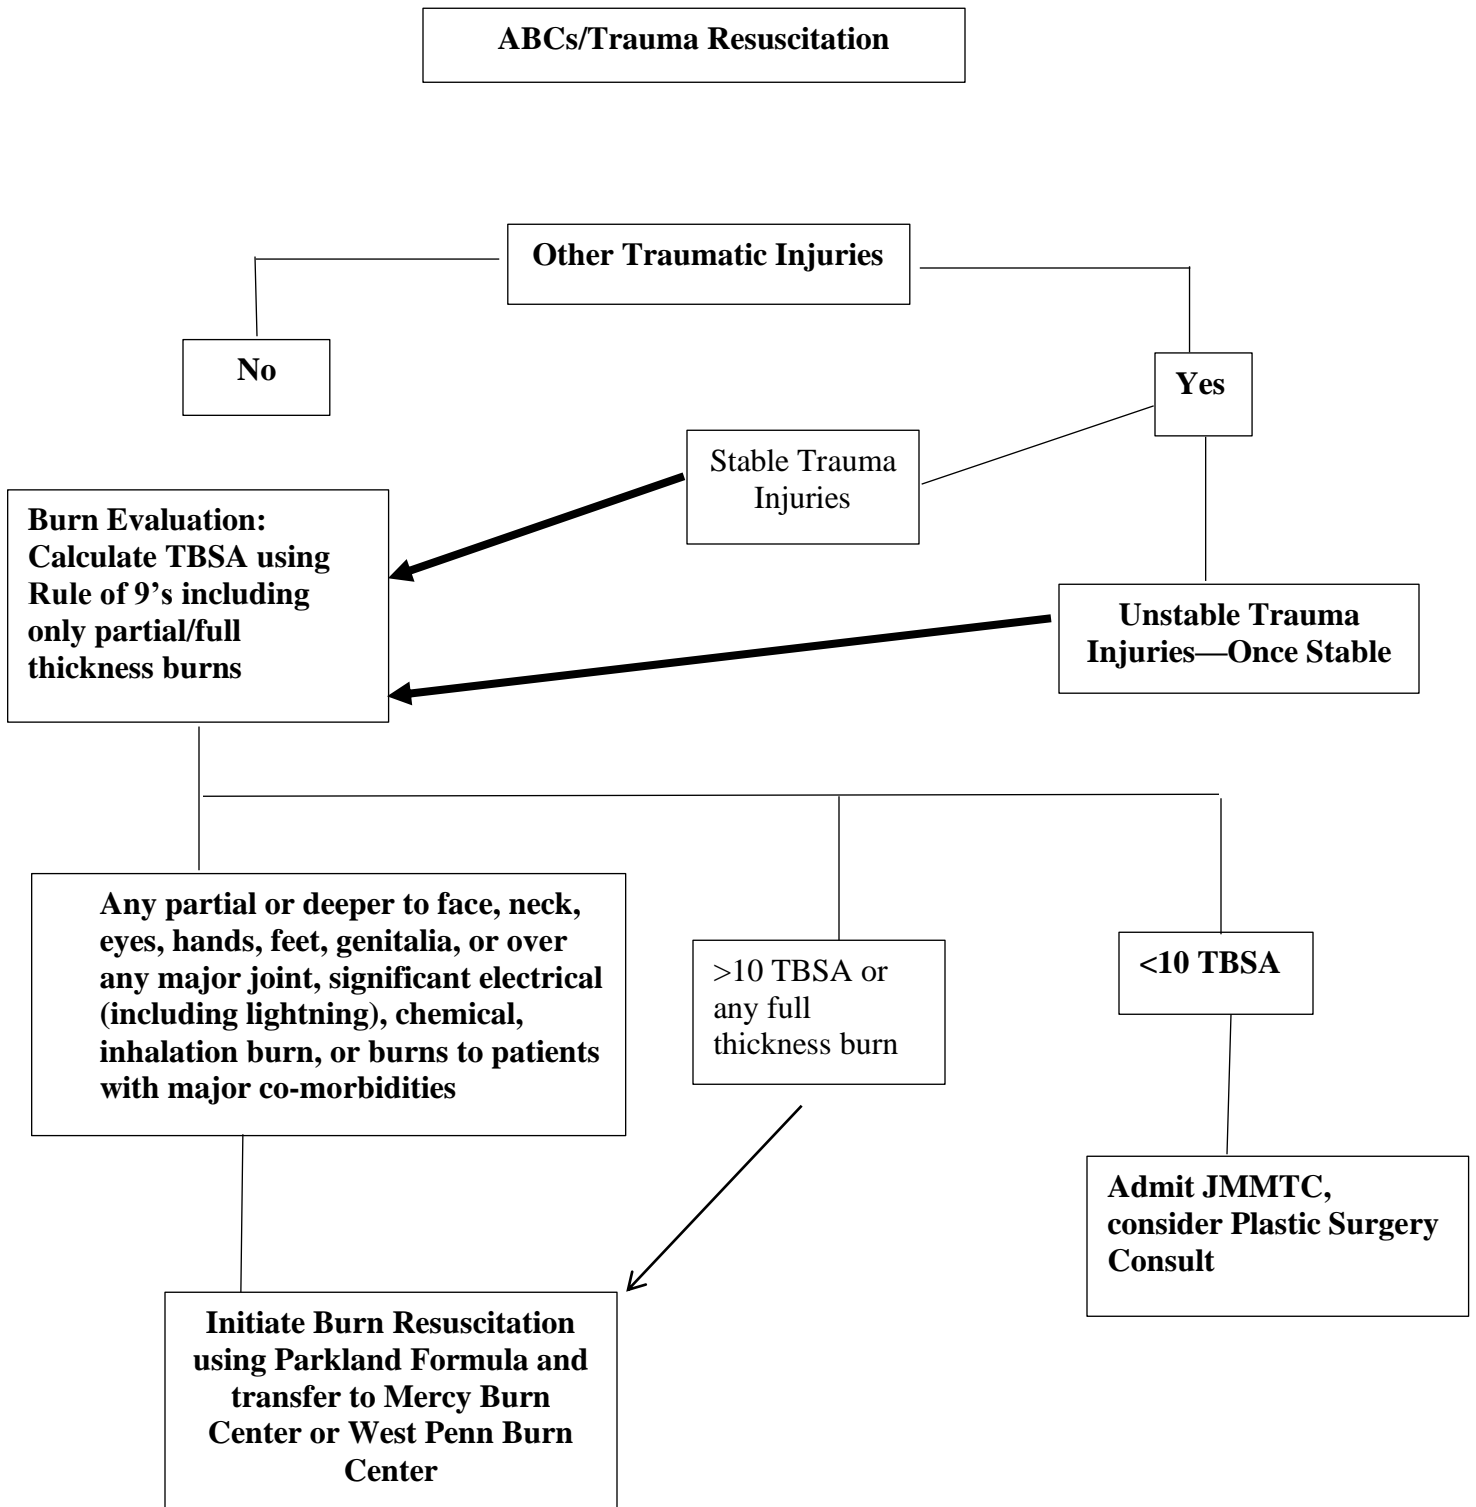 ABCs/Trauma Resuscitation
Other Traumatic Injuries
No
Yes
Stable Trauma
Injuries
Burn Evaluation:
Calculate TBSA using
Rule of 9’s including
only partial/full
thickness burns
Unstable Trauma
Injuries—Once Stable
Any partial or deeper to face, neck,
eyes, hands, feet, genitalia, or over
any major joint, significant electrical
(including lightning), chemical,
inhalation burn, or burns to patients
with major co-morbidities
>10 TBSA or
any full
thickness burn
<10 TBSA
Admit JMMTC,
consider Plastic Surgery
Consult
Initiate Burn Resuscitation
using Parkland Formula and
transfer to Mercy Burn
Center or West Penn Burn
Center